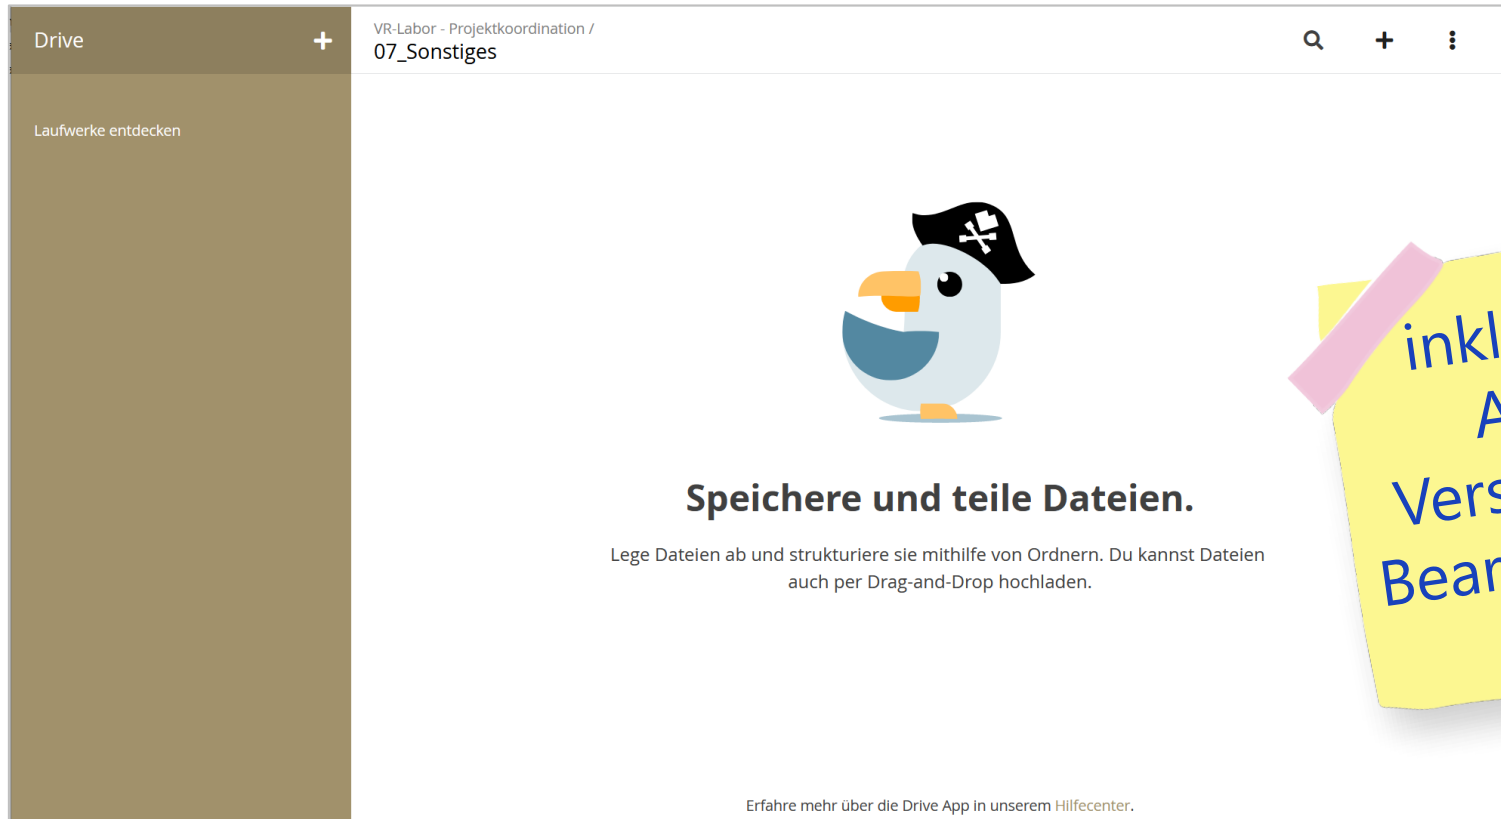 Drive
VR-Labor - Projektkoordination /
07_Sonstiges
Laufwerke entdecken
Speichere und teile Dateien.
Lege Dateien ab und strukturiere sie mithilfe von Ordnern. Du kannst Dateien
auch per Drag-and-Drop hochladen.
Erfahre mehr über die Drive App in unserem Hilfecenter.